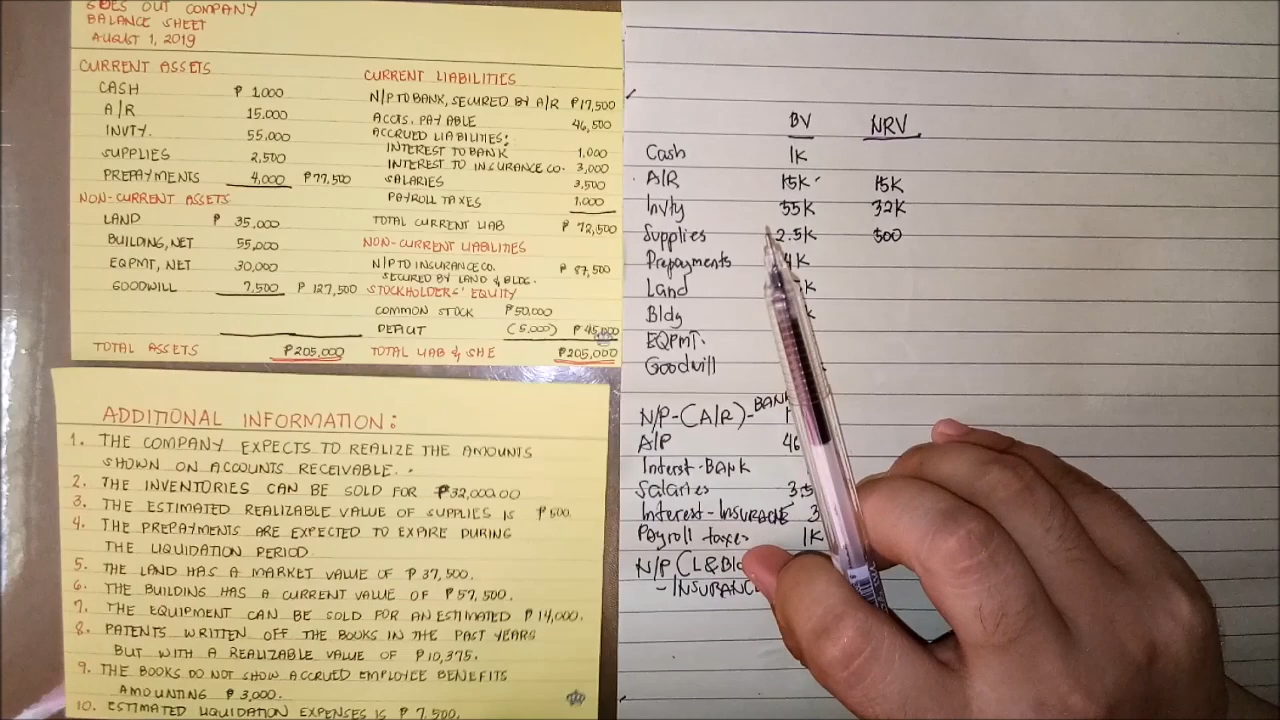 GOES OUT COMPANY
BALANCE SHEET
AUGUST 1, 2019
CURRENT ASSETS
CASH ₱ 1,000
A/R 15,000
INVTY. 55,000
SUPPLIES 2,500
PREPAYMENTS 4,000 ₱77,500
NON-CURRENT ASSETS
LAND ₱ 35,000
BUILDING, NET 55,000
EQPMT, NET 30,000
GOODWILL 7,500 ₱ 127,500
TOTAL ASSETS ₱205,000
CURRENT LIABILITIES
N/P TO BANK, SECURED BY A/R ₱17,500
ACCTS. PAYABLE 46,500
ACCRUED LIABILITIES:
INTEREST TO BANK 1,000
INTEREST TO INSURANCE CO. 3,000
SALARIES 3,500
PAYROLL TAXES 1,000
TOTAL CURRENT LIAB ₱ 72,500
NON-CURRENT LIABILITIES
N/P TO INSURANCE CO. ₱ 87,500
SECURED BY LAND & BLDG.
STOCKHOLDERS' EQUITY
COMMON STOCK ₱50,000
DEFICIT (5,000) ₱ 45,000
TOTAL LIAB & SHE ₱205,000
ADDITIONAL INFORMATION:
1. THE COMPANY EXPECTS TO REALIZE THE AMOUNTS
SHOWN ON ACCOUNTS RECEIVABLE.
2. THE INVENTORIES CAN BE SOLD FOR ₱32,000.00
3. THE ESTIMATED REALIZABLE VALUE OF SUPPLIES IS ₱500.
4. THE PREPAYMENTS ARE EXPECTED TO EXPIRE DURING
THE LIQUIDATION PERIOD
5. THE LAND HAS A MARKET VALUE OF ₱ 37,500.
6. THE BUILDING HAS A CURRENT VALUE OF ₱57,500.
7. THE EQUIPMENT CAN BE SOLD FOR AN ESTIMATED ₱14,000.
8. PATENTS WRITTEN OFF THE BOOKS IN THE PAST YEARS
BUT WITH A REALIZABLE VALUE OF ₱10,375.
9. THE BOOKS DO NOT SHOW ACCRUED EMPLOYEE BENEFITS
AMOUNTING ₱ 3,000.
10. ESTIMATED LIQUIDATION EXPENSES IS ₱ 7,500.
BV NRV
Cash 1K
A/R 15K 15K
Invty 55K 32K
Supplies 2.5K 500
Prepayments 4K
Land
Bldg
EQPMT.
Goodwill
N/P-(A/R)-BANK
A/P 46
Interst-BANK
Salaries 3.5
Interest-INSURANCE 3
Payroll taxes 1K
N/P (L&Bld
-INSURANC